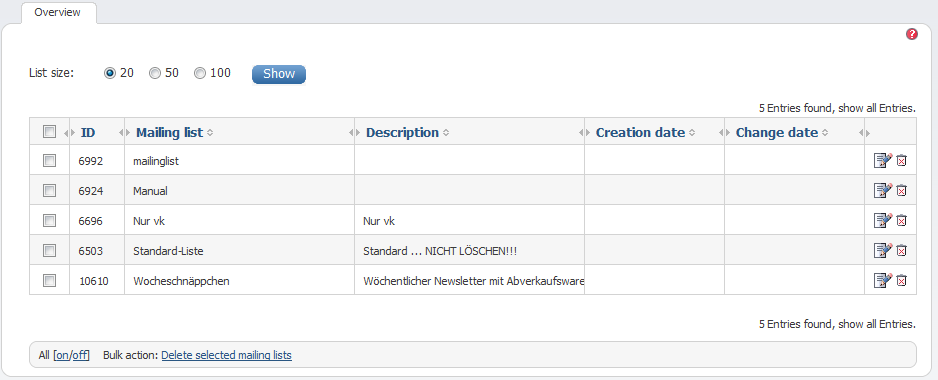 Overview
?
List size: 20 50 100 Show
5 Entries found, show all Entries.
ID Mailing list Description Creation date Change date
6992 mailinglist
6924 Manual
6696 Nur vk Nur vk
6503 Standard-Liste Standard ... NICHT LÖSCHEN!!!
10610 Wocheschnäppchen Wöchentlicher Newsletter mit Abverkaufsware
5 Entries found, show all Entries.
All [on/off] Bulk action: Delete selected mailing lists